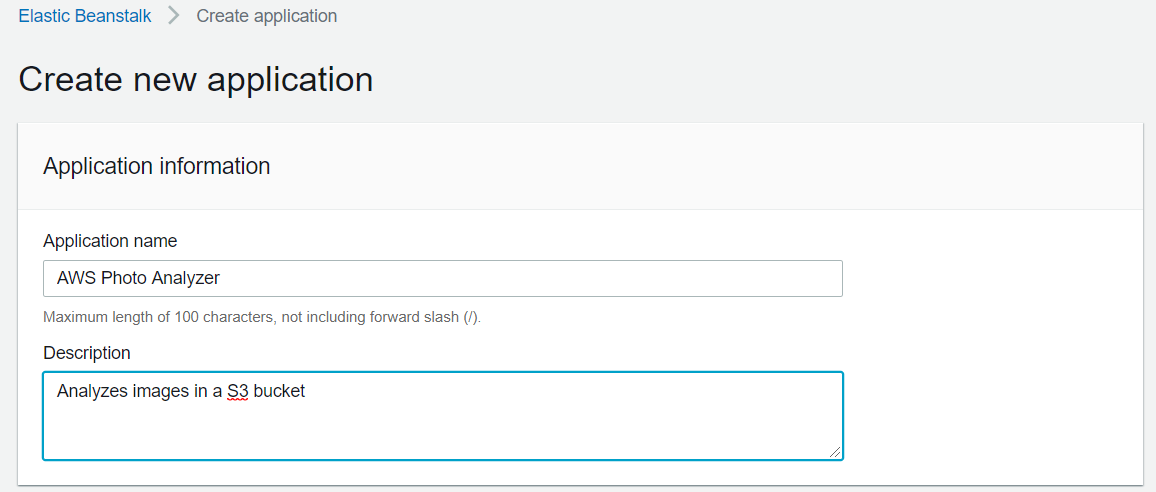 Elastic Beanstalk > Create application
Create new application
Application information
Application name
AWS Photo Analyzer
Maximum length of 100 characters, not including forward slash (/).
Description
Analyzes images in a S3 bucket